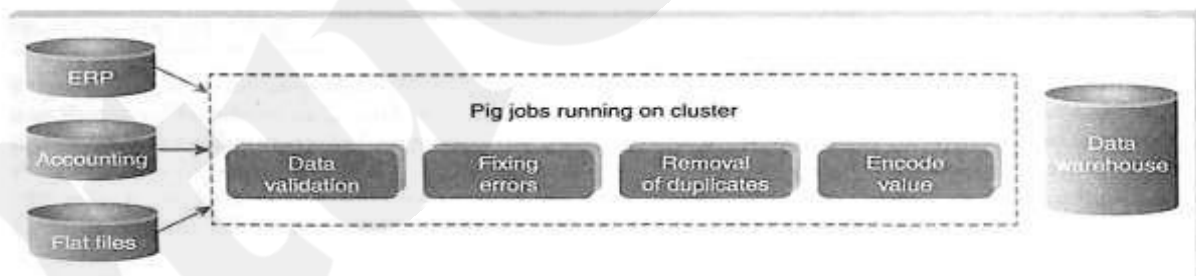 ERP
Accounting
Flat files
Pig jobs running on cluster
Data
validation
Fixing
errors
Removal
of duplicates
Encode
value
Data
warehouse